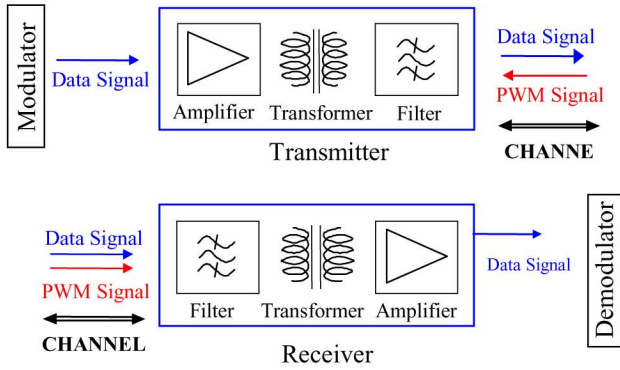 Modulator
Data Signal
Amplifier Transformer Filter
Transmitter
Data Signal
PWM Signal
CHANNE
Data Signal
PWM Signal
CHANNEL
Filter Transformer Amplifier
Receiver
Data Signal
Demodulator